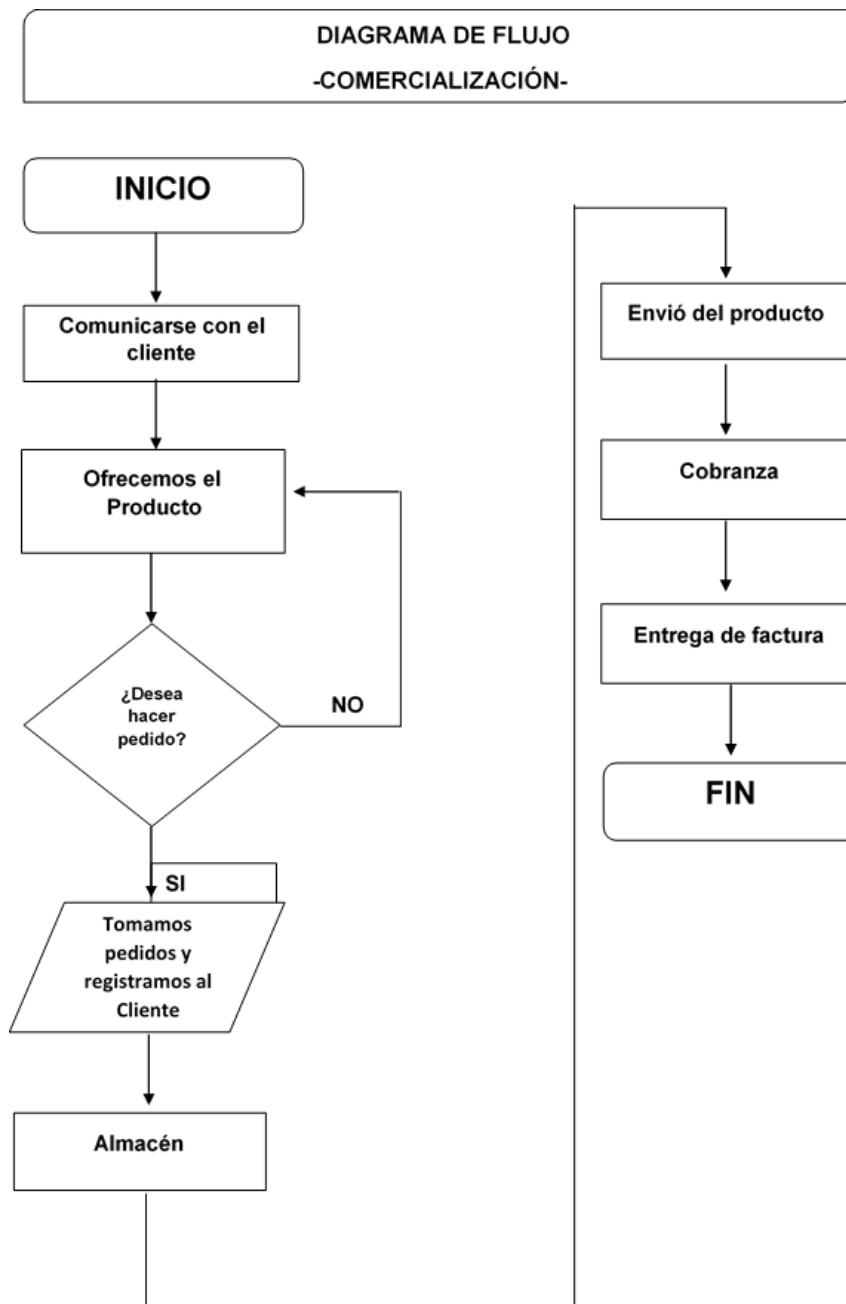 DIAGRAMA DE FLUJO
-COMERCIALIZACIÓN-
INICIO
Comunicarse con el
cliente
Ofrecemos el
Producto
¿Desea
hacer
pedido?
NO
SI
Tomamos
pedidos y
registramos al
Cliente
Almacén
Envió del producto
Cobranza
Entrega de factura
FIN